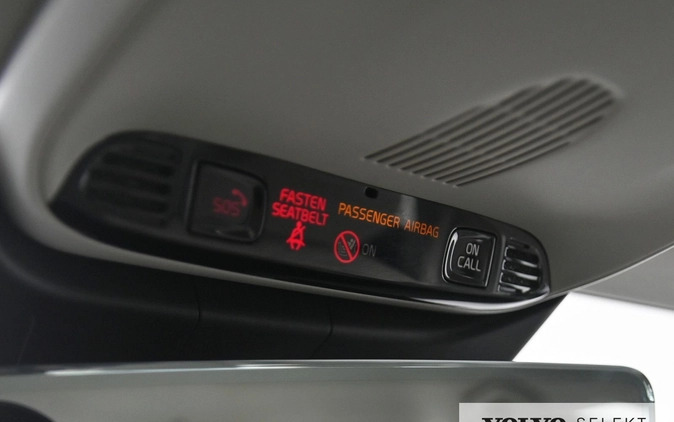 SOS
FASTEN
SEATBELT
PASSENGER AIRBAG
ON
ON
CALL
VOLVO SELEKT